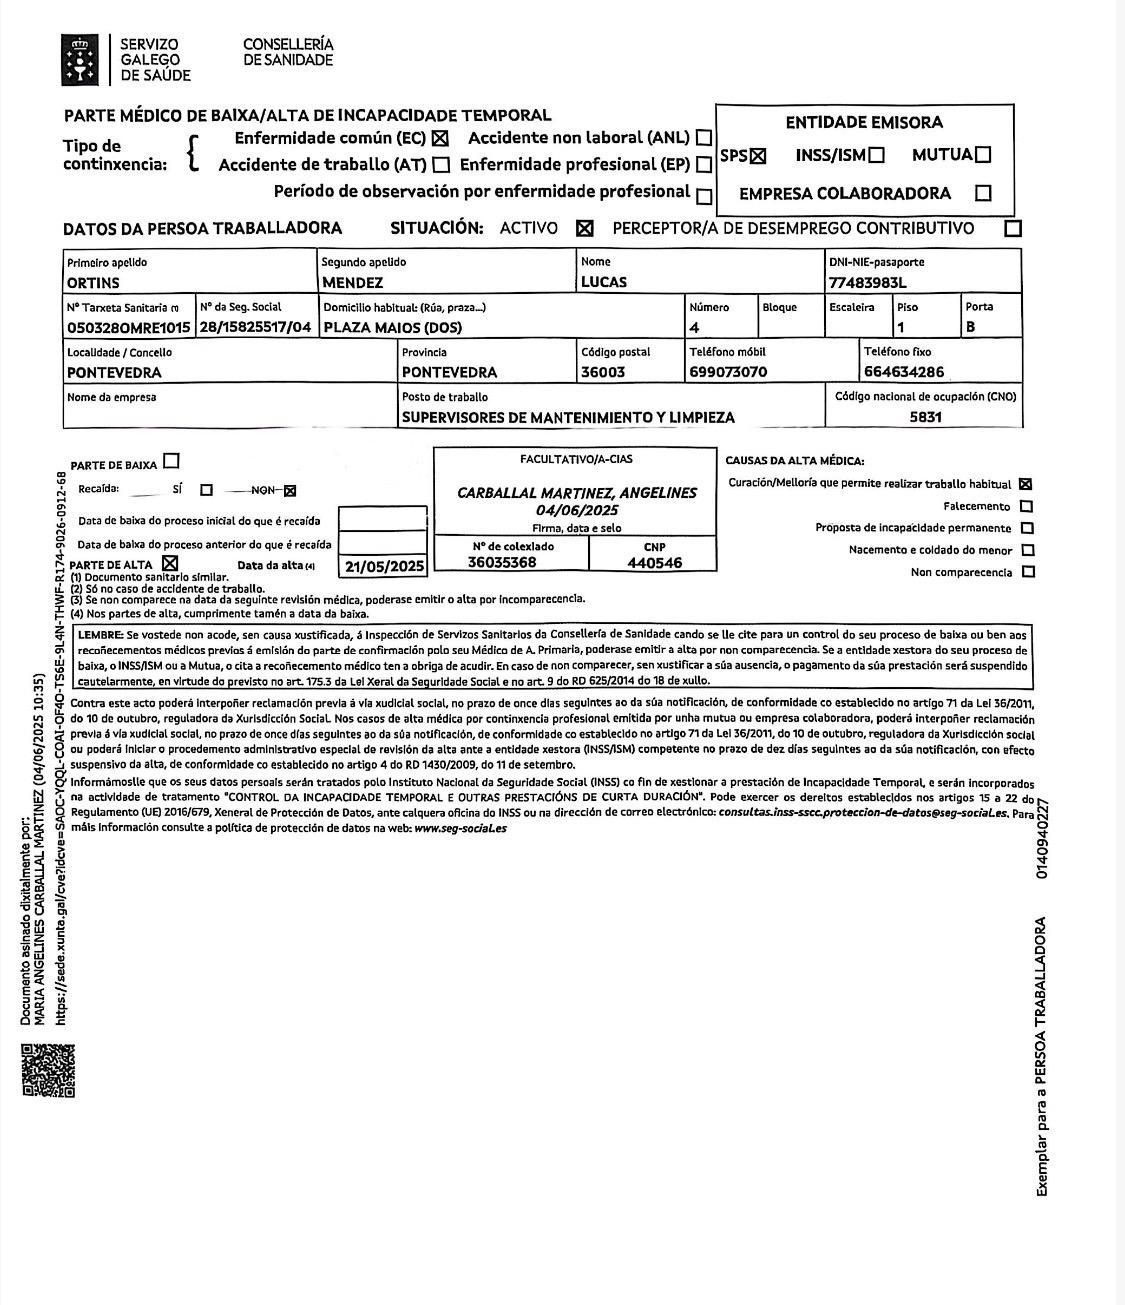 SERVIZO
GALEGO
DE SAÚDE
CONSELLERÍA
DE SANIDADE
PARTE MÉDICO DE BAIXA/ALTA DE INCAPACIDADE TEMPORAL
Tipo de
continxencia:
Enfermidade común (EC) ☒ Accidente non laboral (ANL) ☐
Accidente de traballo (AT) ☐ Enfermidade profesional (EP) ☐
Período de observación por enfermidade profesional ☐
ENTIDADE EMISORA
SPS ☒ INSS/ISM ☐ MUTUA ☐
EMPRESA COLABORADORA ☐
DATOS DA PERSOA TRABALLADORA SITUACIÓN: ACTIVO ☒ PERCEPTOR/A DE DESEMPREGO CONTRIBUTIVO ☐
Primeiro apelido Segundo apelido Nome DNI-NIE-pasaporte
ORTINS MENDEZ LUCAS 77483983L
Nº Tarxeta Sanitaria (1) Nº da Seg. Social Domicilio habitual: (Rúa, praza...) Número Bloque Escaleira Piso Porta
050328OMRE1015 28/15825517/04 PLAZA MAIOS (DOS) 4 1 B
Localidade / Concello Provincia Código postal Teléfono móbil Teléfono fixo
PONTEVEDRA PONTEVEDRA 36003 699073070 664634286
Nome da empresa Posto de traballo Código nacional de ocupación (CNO)
SUPERVISORES DE MANTENIMIENTO Y LIMPIEZA 5831
PARTE DE BAIXA ☐
Recaída: SÍ ☐ NON ☒
Data de baixa do proceso inicial do que é recaída
Data de baixa do proceso anterior do que é recaída
PARTE DE ALTA ☒ Data da alta (4) 21/05/2025
FACULTATIVO/A-CIAS
CARBALLAL MARTINEZ, ANGELINES
04/06/2025
Firma, data e selo
Nº de colexiado CNP
36035368 440546
CAUSAS DA ALTA MÉDICA:
Curación/Melloría que permite realizar traballo habitual ☒
Falecemento ☐
Proposta de incapacidade permanente ☐
Nacemento e coidado do menor ☐
Non comparecencia ☐
(1) Documento sanitario similar.
(2) Só no caso de accidente de traballo.
(3) Se non comparece na data da seguinte revisión médica, poderase emitir o alta por incomparecencia.
(4) Nos partes de alta, cumprimente tamén a data da baixa.
LEMBRE: Se vostede non acode, sen causa xustificada, á Inspección de Servizos Sanitarios da Consellería de Sanidade cando se lle cite para un control do seu proceso de baixa ou ben aos
recoñecementos médicos previos á emisión do parte de confirmación polo seu Médico de A. Primaria, poderase emitir a alta por non comparecencia. Se a entidade xestora do seu proceso de
baixa, o INSS/ISM ou a Mutua, o cita a recoñecemento médico ten a obriga de acudir. En caso de non comparecer, sen xustificar a súa ausencia, o pagamento da súa prestación será suspendido
cautelarmente, en virtude do previsto no art. 175.3 da Lei Xeral da Seguridade Social e no art. 9 do RD 625/2014 do 18 de xullo.
Contra este acto poderá interpoñer reclamación previa á vía xudicial social, no prazo de once días seguintes ao da súa notificación, de conformidade co establecido no artigo 71 da Lei 36/2011,
do 10 de outubro, reguladora da Xurisdicción Social. Nos casos de alta médica por continxencia profesional emitida por unha mutua ou empresa colaboradora, poderá interpoñer reclamación
previa á vía xudicial social, no prazo de once días seguintes ao da súa notificación, de conformidade co establecido no artigo 71 da Lei 36/2011, do 10 de outubro, reguladora da Xurisdicción social
ou poderá iniciar o procedemento administrativo especial de revisión da alta ante a entidade xestora (INSS/ISM) competente no prazo de dez días seguintes ao da súa notificación, con efecto
suspensivo da alta, de conformidade co establecido no artigo 4 do RD 1430/2009, do 11 de setembro.
Informámoslle que os seus datos persoais serán tratados polo Instituto Nacional da Seguridade Social (INSS) co fin de xestionar a prestación de Incapacidade Temporal, e serán incorporados
na actividade de tratamento "CONTROL DA INCAPACIDADE TEMPORAL E OUTRAS PRESTACIÓNS DE CURTA DURACIÓN". Pode exercer os dereitos establecidos nos artigos 15 a 22 do
Regulamento (UE) 2016/679, Xeneral de Protección de Datos, ante calquera oficina do INSS ou na dirección de correo electrónico: consultas.inss-sscc.proteccion-de-datos@seg-social.es. Para
máis información consulte a política de protección de datos na web: www.seg-social.es
Documento asinado dixitalmente por:
MARIA ANGELINES CARBALLAL MARTINEZ (04/06/2025 10:35)
https://sede.xunta.gal/cve?idcve=SAOC-YQQL-COAI-OF4O-TS6E-9L4N-THWF-R174-9026-0912-6B
Exemplar para a PERSOA TRABALLADORA 0140940227